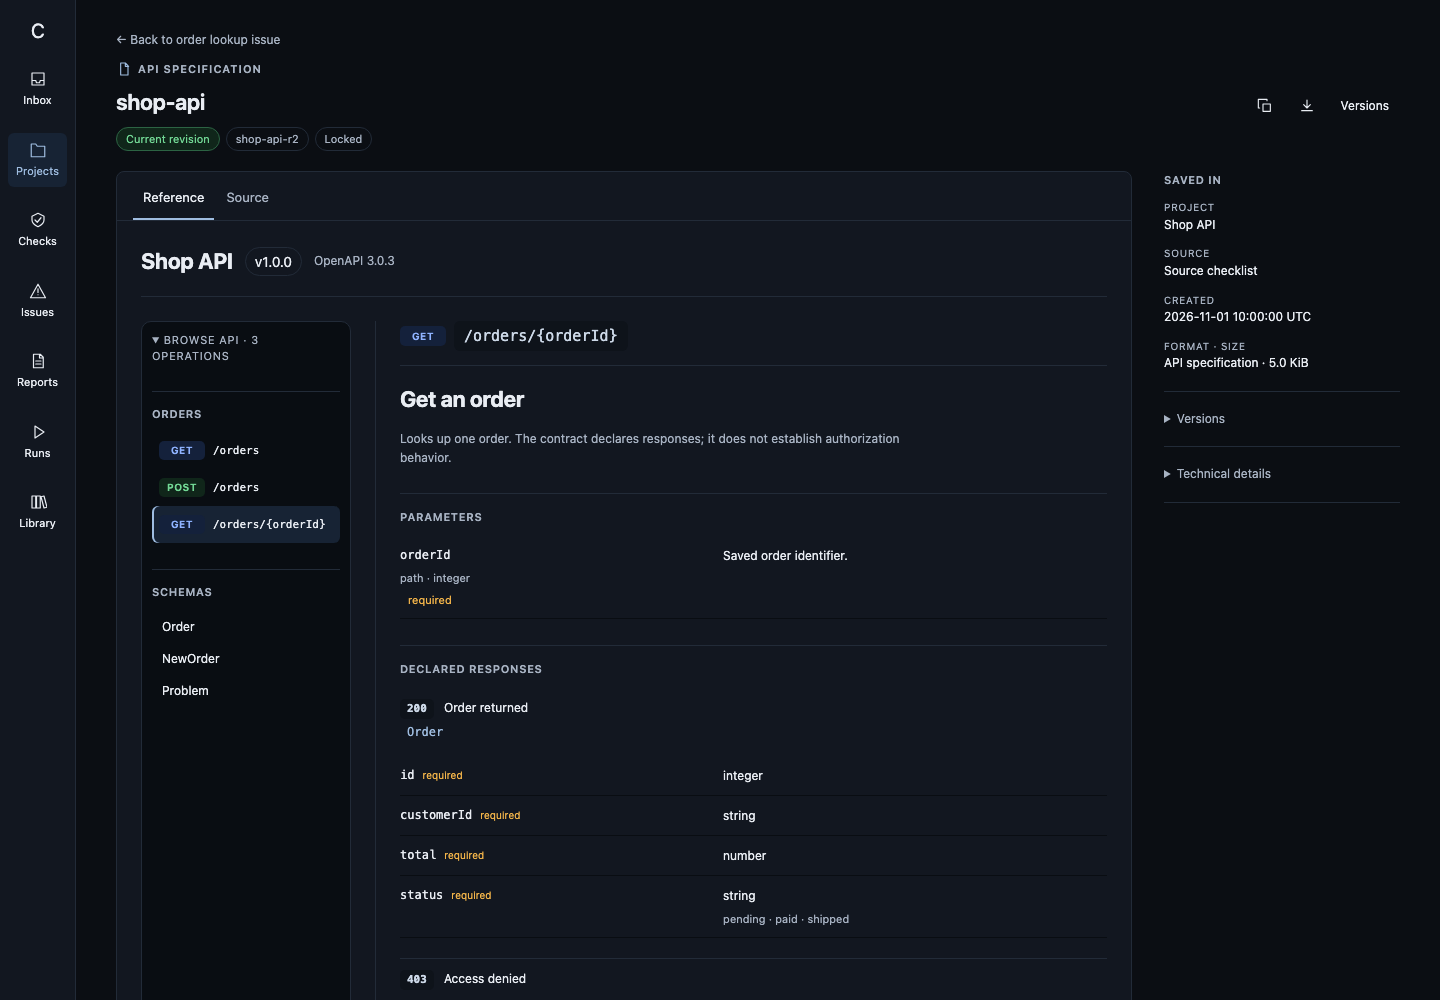 C
Inbox
Projects
Checks
Issues
Reports
Runs
Library
← Back to order lookup issue
API SPECIFICATION
shop-api
Current revision
shop-api-r2
Locked
Versions
Reference
Source
Shop API
v1.0.0
OpenAPI 3.0.3
BROWSE API · 3
OPERATIONS
ORDERS
GET /orders
POST /orders
GET /orders/{orderId}
SCHEMAS
Order
NewOrder
Problem
GET /orders/{orderId}
Get an order
Looks up one order. The contract declares responses; it does not establish authorization
behavior.
PARAMETERS
orderId
Saved order identifier.
path · integer
required
DECLARED RESPONSES
200 Order returned
Order
id required integer
customerId required string
total required number
status required string
pending · paid · shipped
403 Access denied
SAVED IN
PROJECT
Shop API
SOURCE
Source checklist
CREATED
2026-11-01 10:00:00 UTC
FORMAT · SIZE
API specification · 5.0 KiB
Versions
Technical details